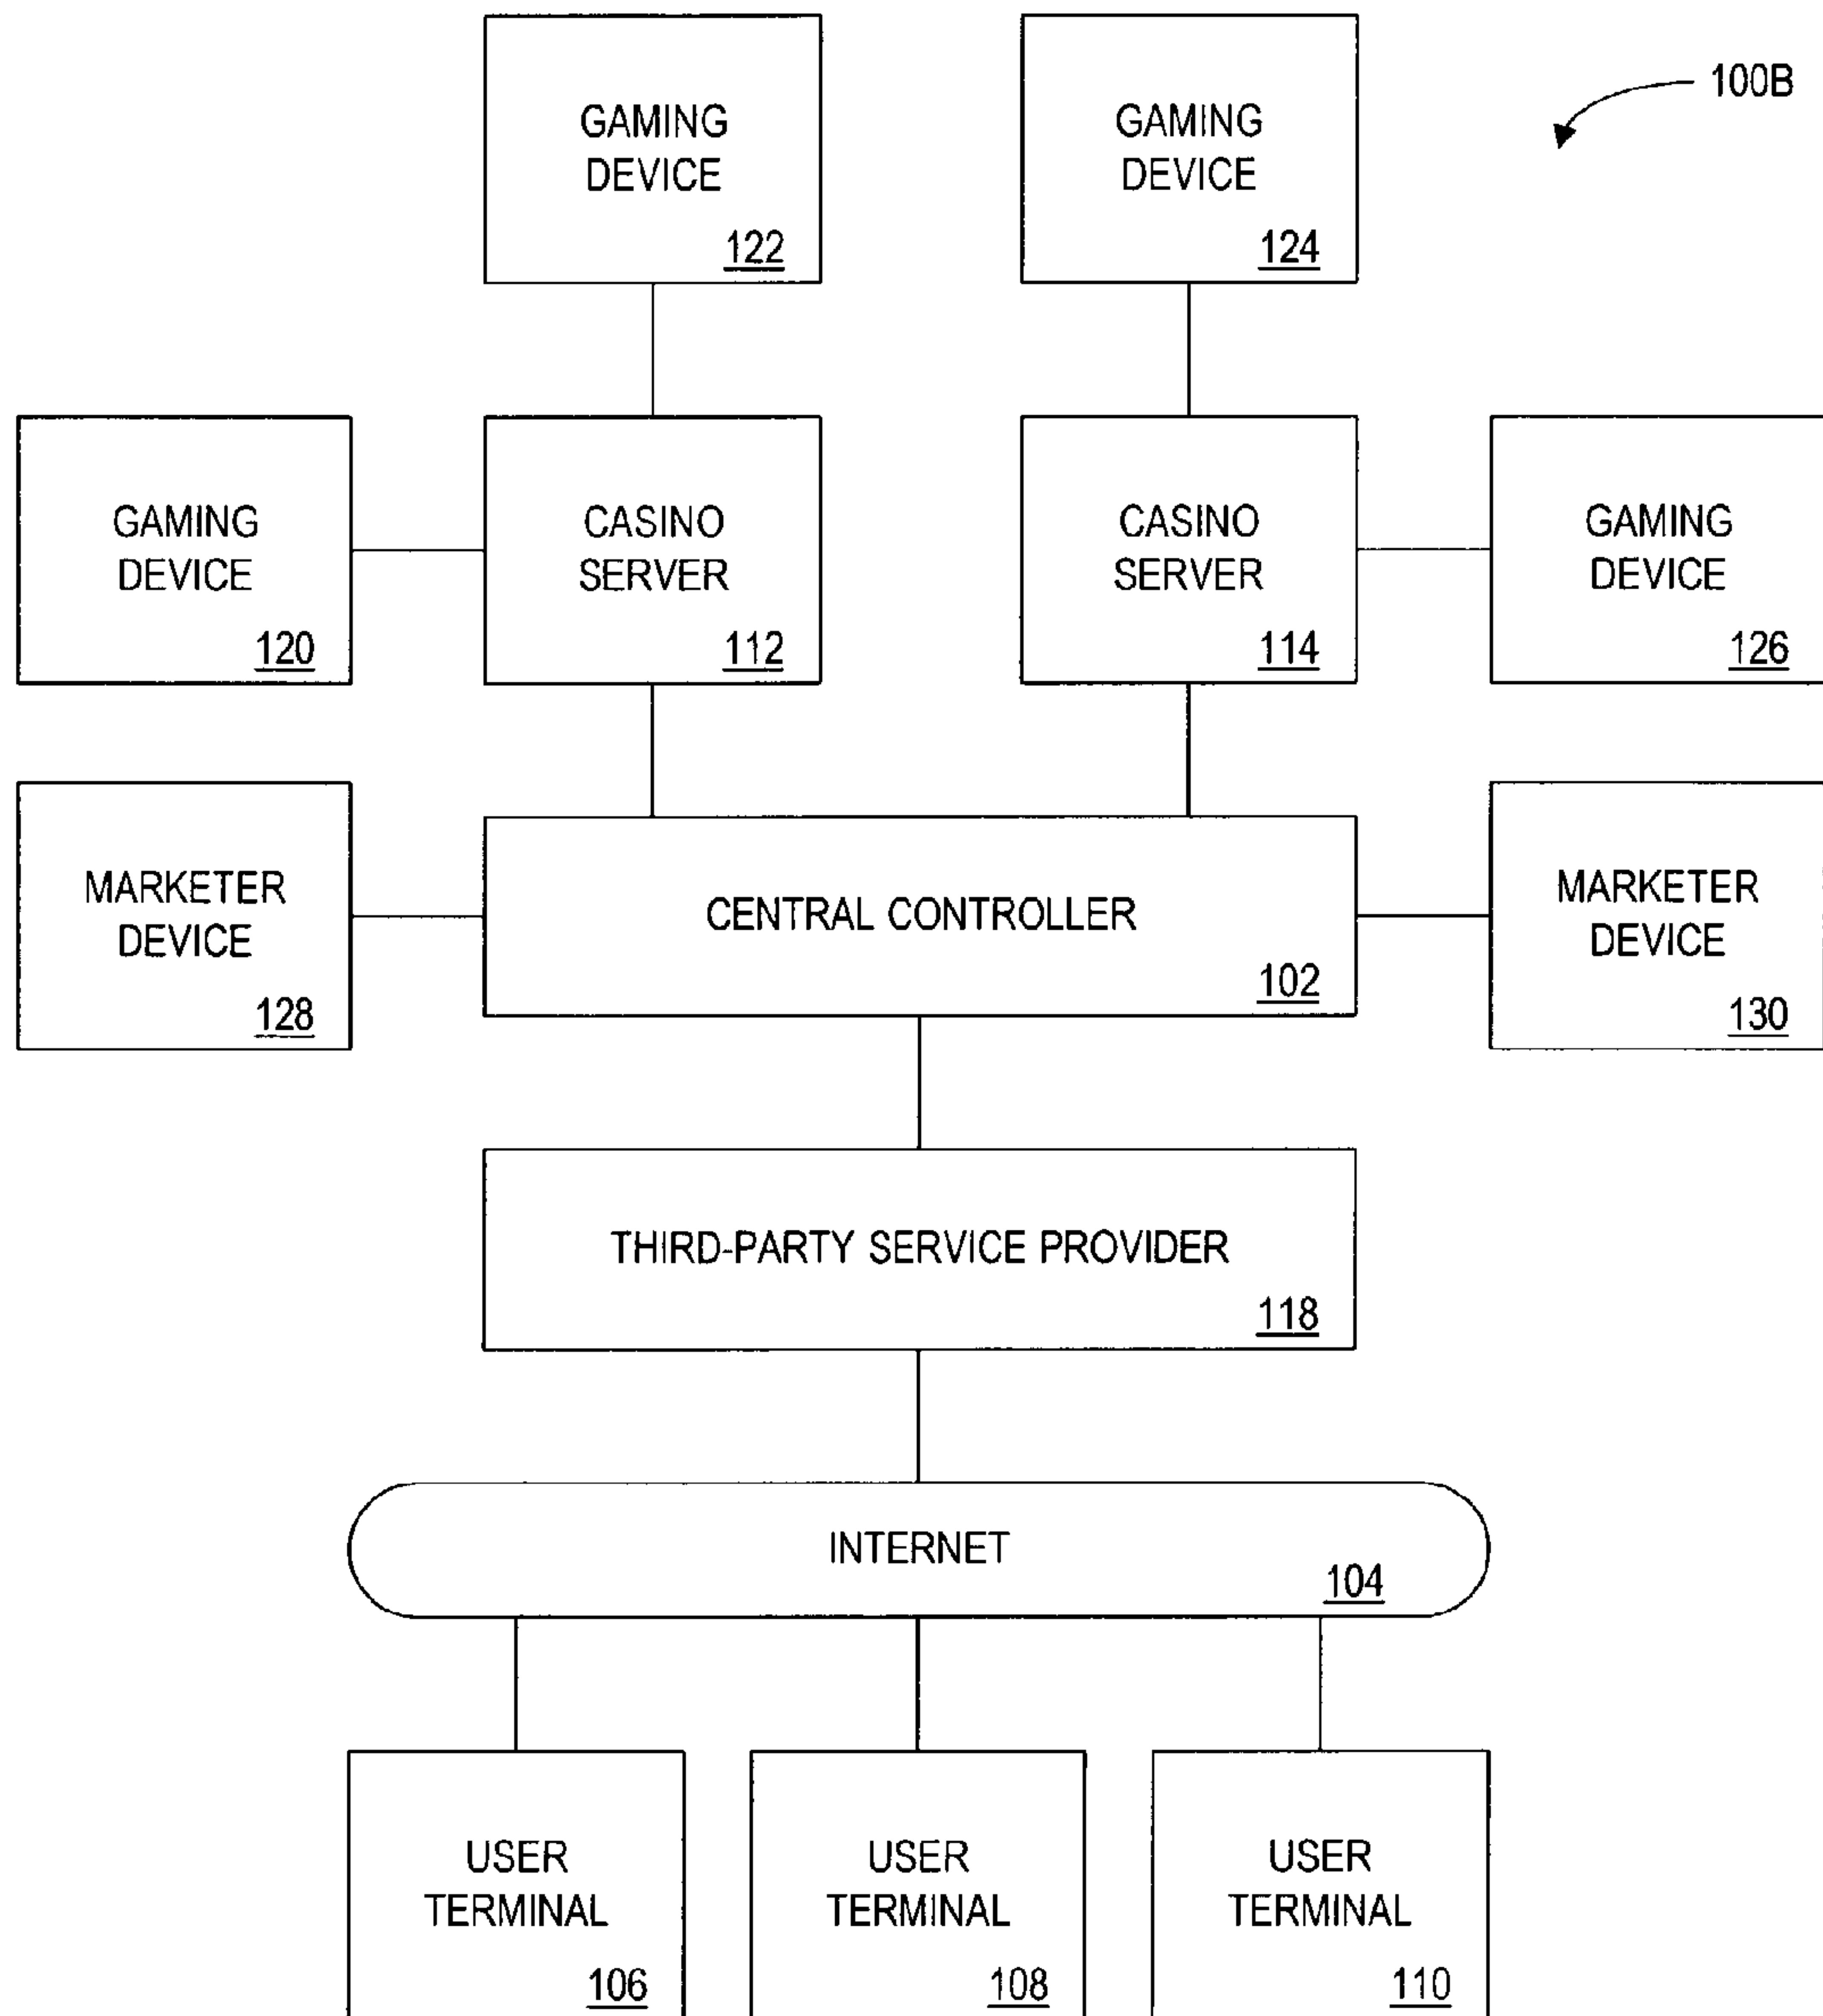 100B
GAMING
DEVICE
122
GAMING
DEVICE
124
GAMING
DEVICE
120
CASINO
SERVER
112
CASINO
SERVER
114
GAMING
DEVICE
126
MARKETER
DEVICE
128
CENTRAL CONTROLLER
102
MARKETER
DEVICE
130
THIRD-PARTY SERVICE PROVIDER
118
INTERNET
104
USER
TERMINAL
106
USER
TERMINAL
108
USER
TERMINAL
110